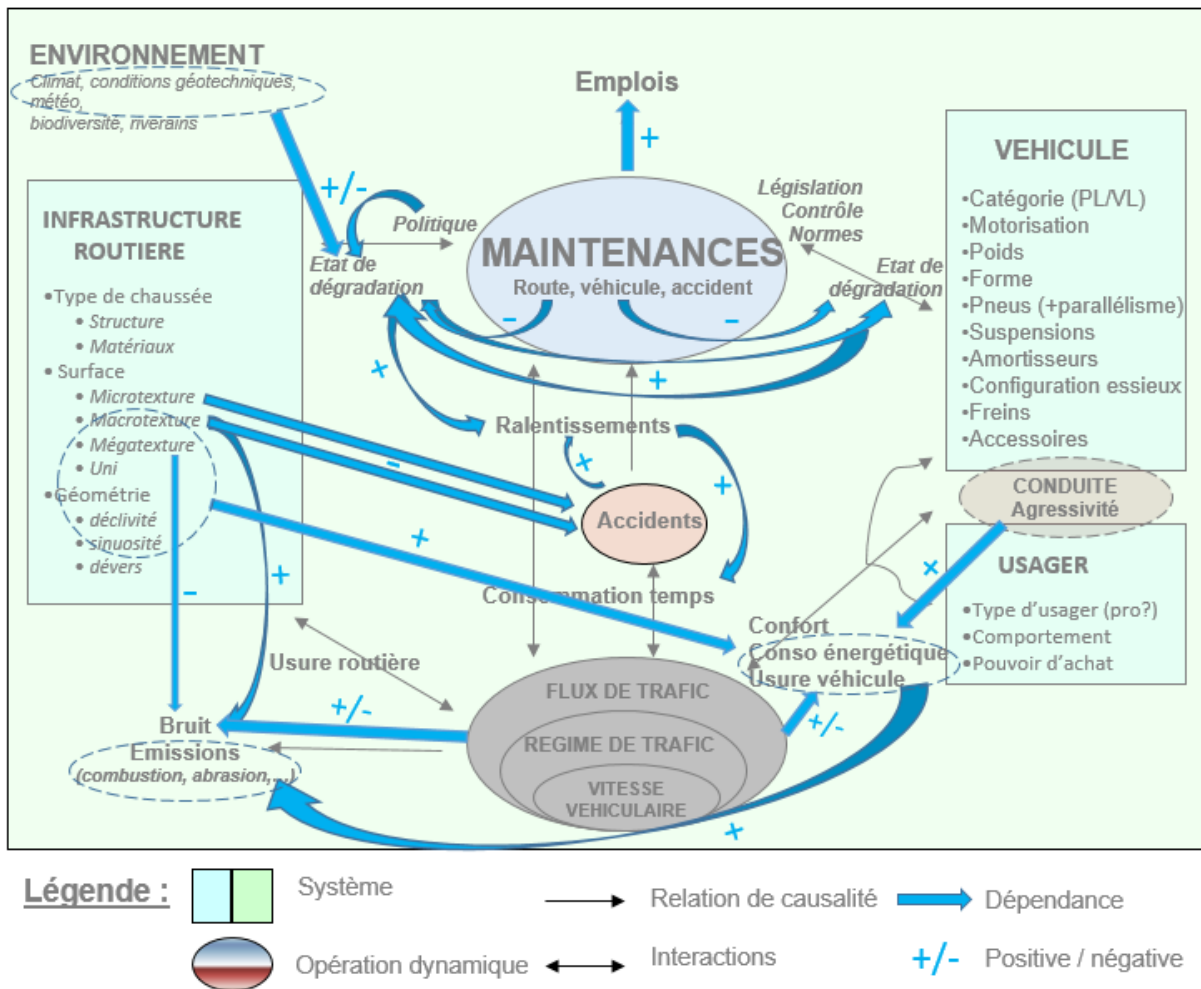 ENVIRONNEMENT
Climat, conditions géotechniques,
météo,
biodiversité, riverains
Emplois
+
+/-
INFRASTRUCTURE
ROUTIERE
•Type de chaussée
• Structure
• Matériaux
• Surface
• Microtexture
• Macrotexture
• Mégatexture
• Uni
•Géométrie
• déclivité
• sinuosité
• dévers
Politique
Etat de
dégradation
MAINTENANCES
Route, véhicule, accident
-
-
Législation
Contrôle
Normes
Etat de
dégradation
VEHICULE
•Catégorie (PL/VL)
•Motorisation
•Poids
•Forme
•Pneus (+parallélisme)
•Suspensions
•Amortisseurs
•Configuration essieux
•Freins
•Accessoires
+
+
Ralentissements
+
+
-
Accidents
+
+
-
Consommation temps
CONDUITE
Agressivité
+
USAGER
•Type d'usager (pro?)
•Comportement
•Pouvoir d'achat
Confort
Conso énergétique
Usure véhicule
+/-
Usure routière
+/-
Bruit
Emissions
(combustion, abrasion,...)
FLUX DE TRAFIC
REGIME DE TRAFIC
VITESSE
VEHICULAIRE
+
Légende :
Système
Relation de causalité
Dépendance
Opération dynamique
Interactions
+/-
Positive / négative